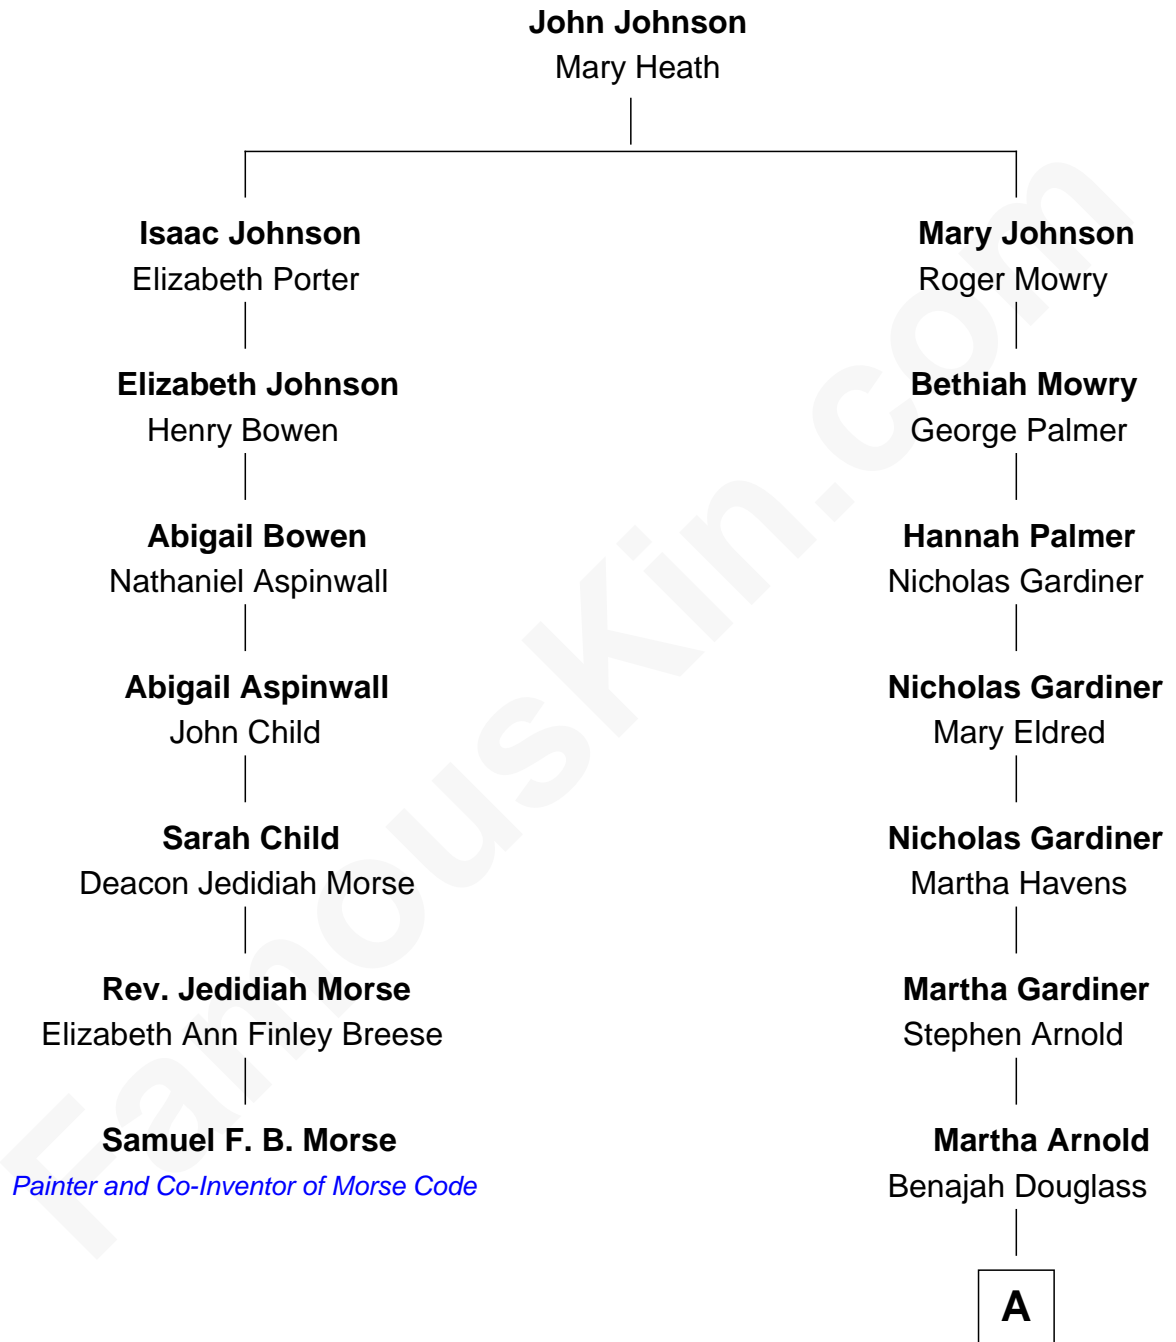 John Johnson
Mary Heath
Isaac Johnson
Elizabeth Porter
Mary Johnson
Roger Mowry
Elizabeth Johnson
Henry Bowen
Bethiah Mowry
George Palmer
Abigail Bowen
Nathaniel Aspinwall
Hannah Palmer
Nicholas Gardiner
Abigail Aspinwall
John Child
Nicholas Gardiner
Mary Eldred
Sarah Child
Deacon Jedidiah Morse
Nicholas Gardiner
Martha Havens
Rev. Jedidiah Morse
Elizabeth Ann Finley Breese
Martha Gardiner
Stephen Arnold
Samuel F. B. Morse
Painter and Co-Inventor of Morse Code
Martha Arnold
Benajah Douglass
A
FamousKin.com